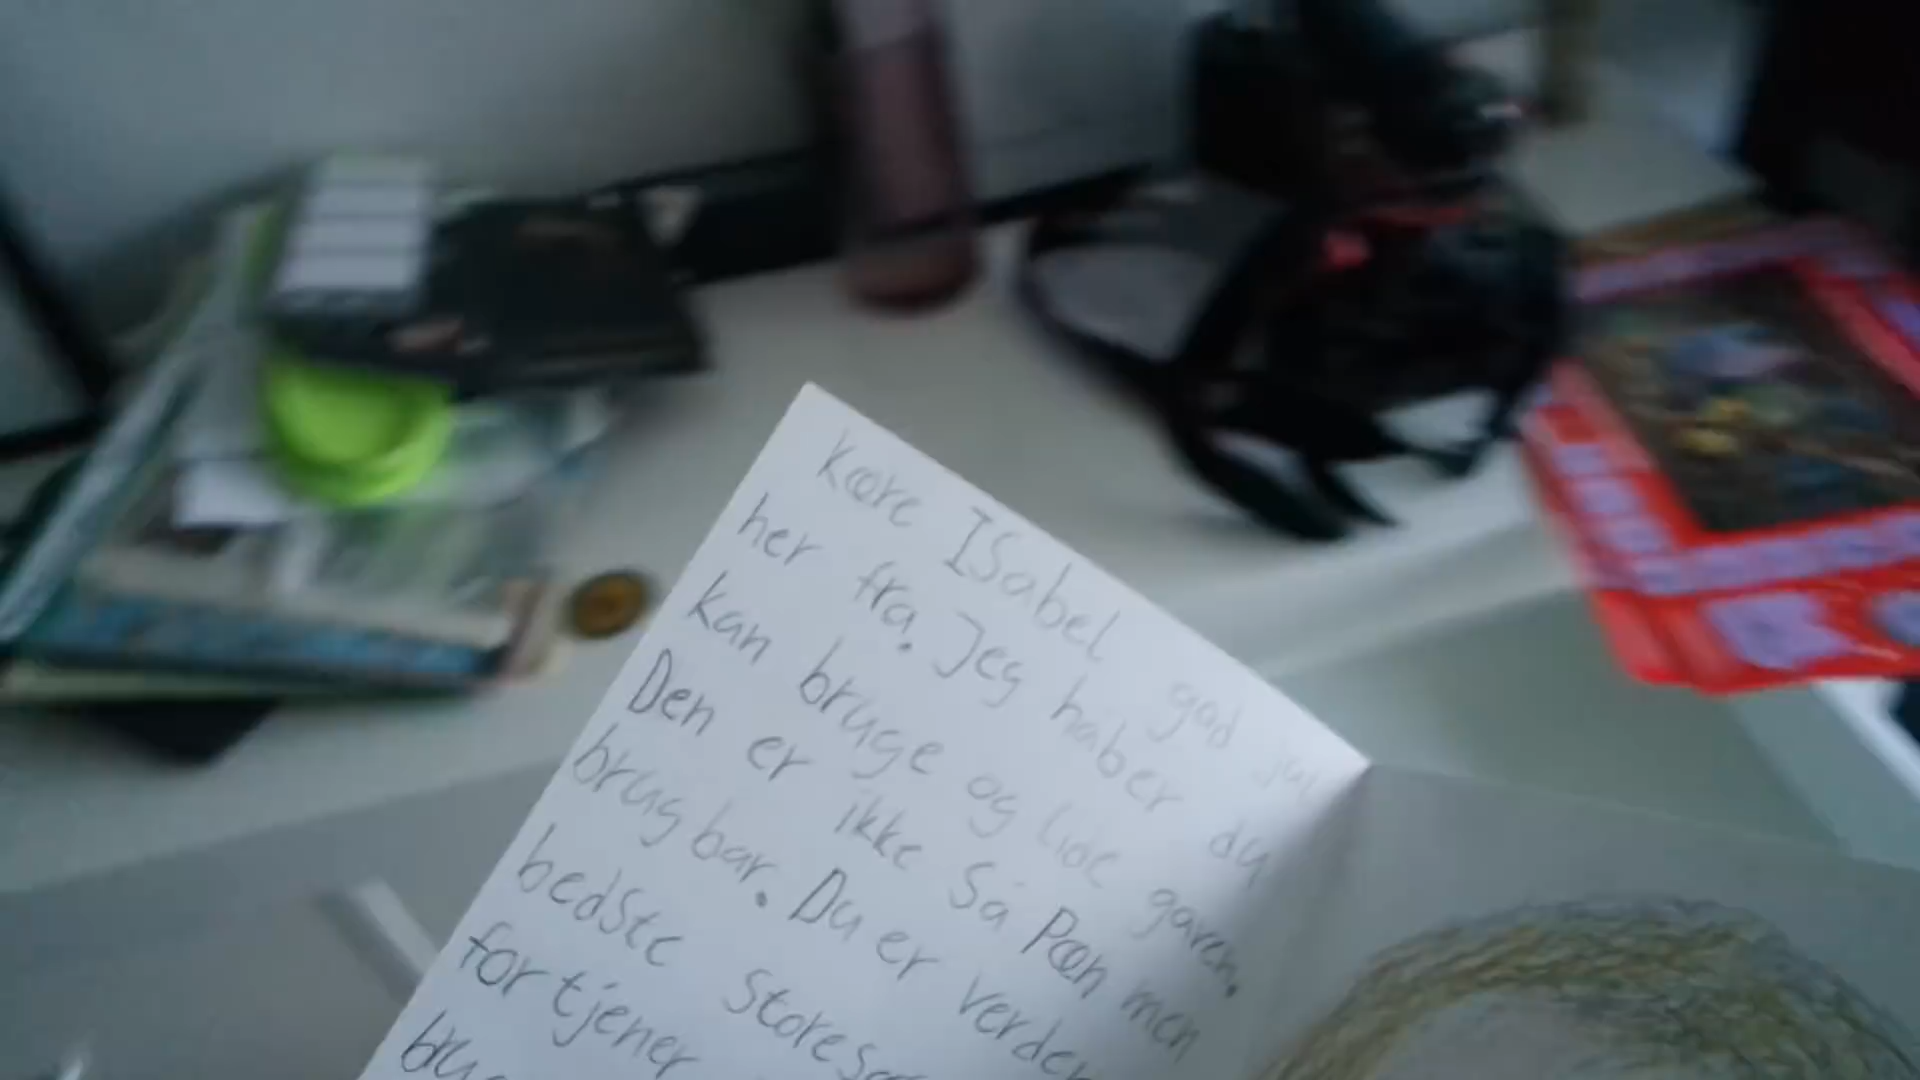 Kære ISabel god jul
her fra. Jeg håber du
kan bruge og lide gaven.
Den er ikke Så Pæn men
brugbar. Du er verden
bedste
fortjener